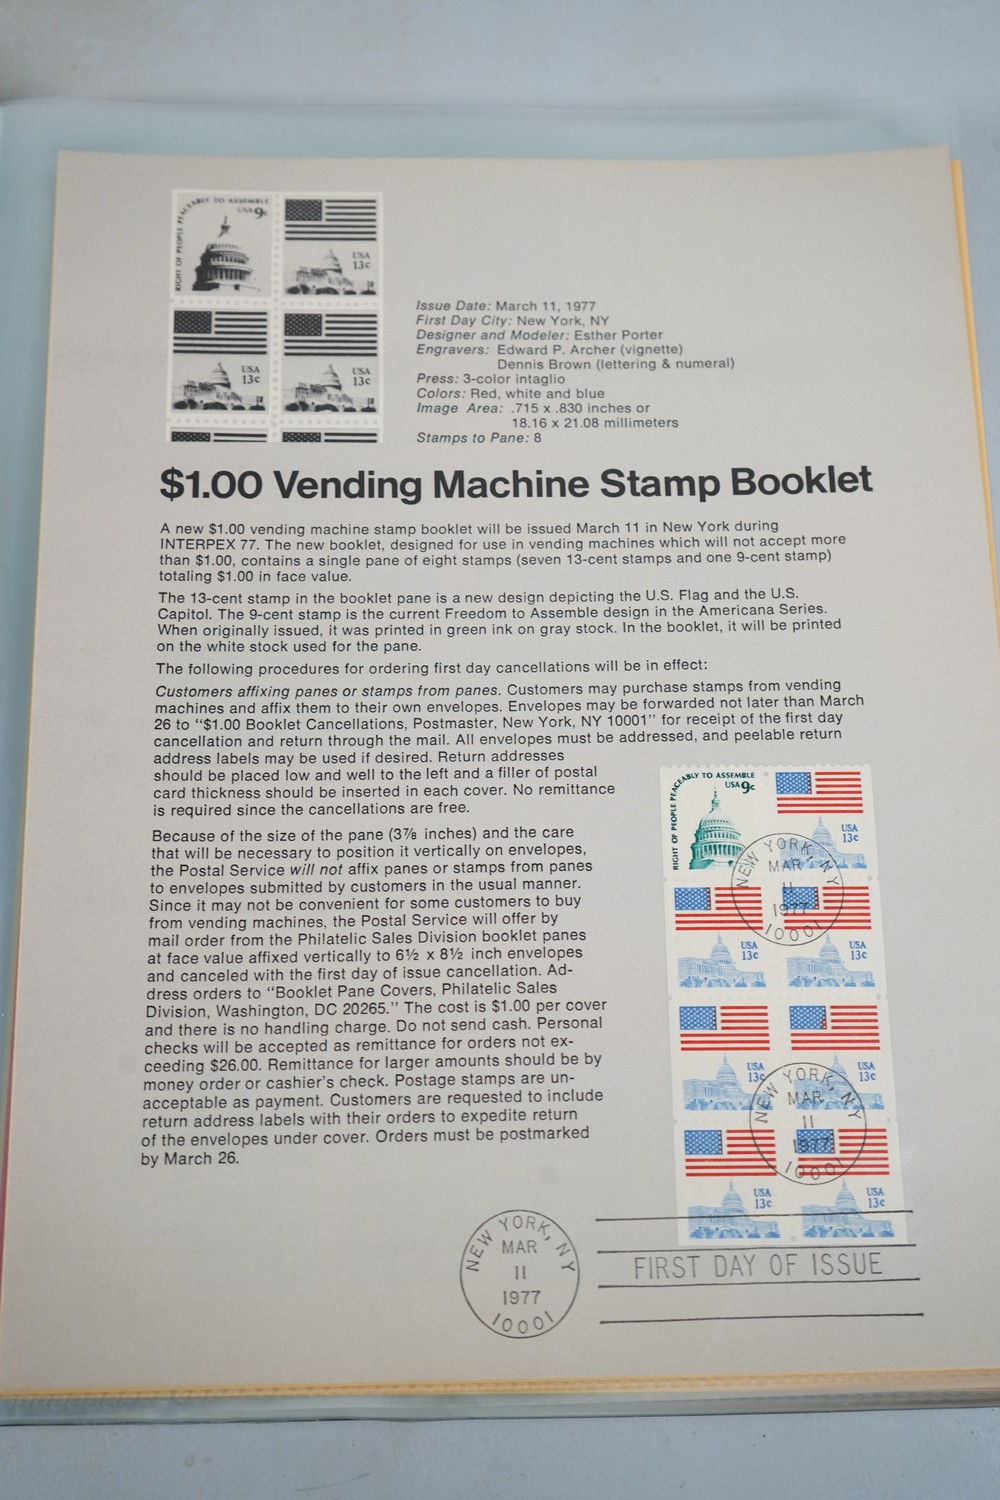 RIGHT OF PEOPLE PEACEABLY TO ASSEMBLE
USA 9c
USA
13c
USA
13c
USA
13c
Issue Date: March 11, 1977
First Day City: New York, NY
Designer and Modeler: Esther Porter
Engravers: Edward P. Archer (vignette)
Dennis Brown (lettering & numeral)
Press: 3-color intaglio
Colors: Red, white and blue
Image Area: .715 x .830 inches or
18.16 x 21.08 millimeters
Stamps to Pane: 8
$1.00 Vending Machine Stamp Booklet
A new $1.00 vending machine stamp booklet will be issued March 11 in New York during
INTERPEX 77. The new booklet, designed for use in vending machines which will not accept more
than $1.00, contains a single pane of eight stamps (seven 13-cent stamps and one 9-cent stamp)
totaling $1.00 in face value.
The 13-cent stamp in the booklet pane is a new design depicting the U.S. Flag and the U.S.
Capitol. The 9-cent stamp is the current Freedom to Assemble design in the Americana Series.
When originally issued, it was printed in green ink on gray stock. In the booklet, it will be printed
on the white stock used for the pane.
The following procedures for ordering first day cancellations will be in effect:
Customers affixing panes or stamps from panes. Customers may purchase stamps from vending
machines and affix them to their own envelopes. Envelopes may be forwarded not later than March
26 to “$1.00 Booklet Cancellations, Postmaster, New York, NY 10001” for receipt of the first day
cancellation and return through the mail. All envelopes must be addressed, and peelable return
address labels may be used if desired. Return addresses
should be placed low and well to the left and a filler of postal
card thickness should be inserted in each cover. No remittance
is required since the cancellations are free.
Because of the size of the pane (3⅞ inches) and the care
that will be necessary to position it vertically on envelopes,
the Postal Service will not affix panes or stamps from panes
to envelopes submitted by customers in the usual manner.
Since it may not be convenient for some customers to buy
from vending machines, the Postal Service will offer by
mail order from the Philatelic Sales Division booklet panes
at face value affixed vertically to 6½ x 8½ inch envelopes
and canceled with the first day of issue cancellation. Ad-
dress orders to “Booklet Pane Covers, Philatelic Sales
Division, Washington, DC 20265.” The cost is $1.00 per cover
and there is no handling charge. Do not send cash. Personal
checks will be accepted as remittance for orders not ex-
ceeding $26.00. Remittance for larger amounts should be by
money order or cashier’s check. Postage stamps are un-
acceptable as payment. Customers are requested to include
return address labels with their orders to expedite return
of the envelopes under cover. Orders must be postmarked
by March 26.
RIGHT OF PEOPLE PEACEABLY TO ASSEMBLE
USA 9c
USA
13c
NEW YORK, NY
MAR
11
1977
10001
USA
13c
USA
13c
USA
13c
USA
13c
NEW YORK, NY
MAR
11
1977
10001
USA
13c
USA
13c
NEW YORK, NY
MAR
11
1977
10001
FIRST DAY OF ISSUE